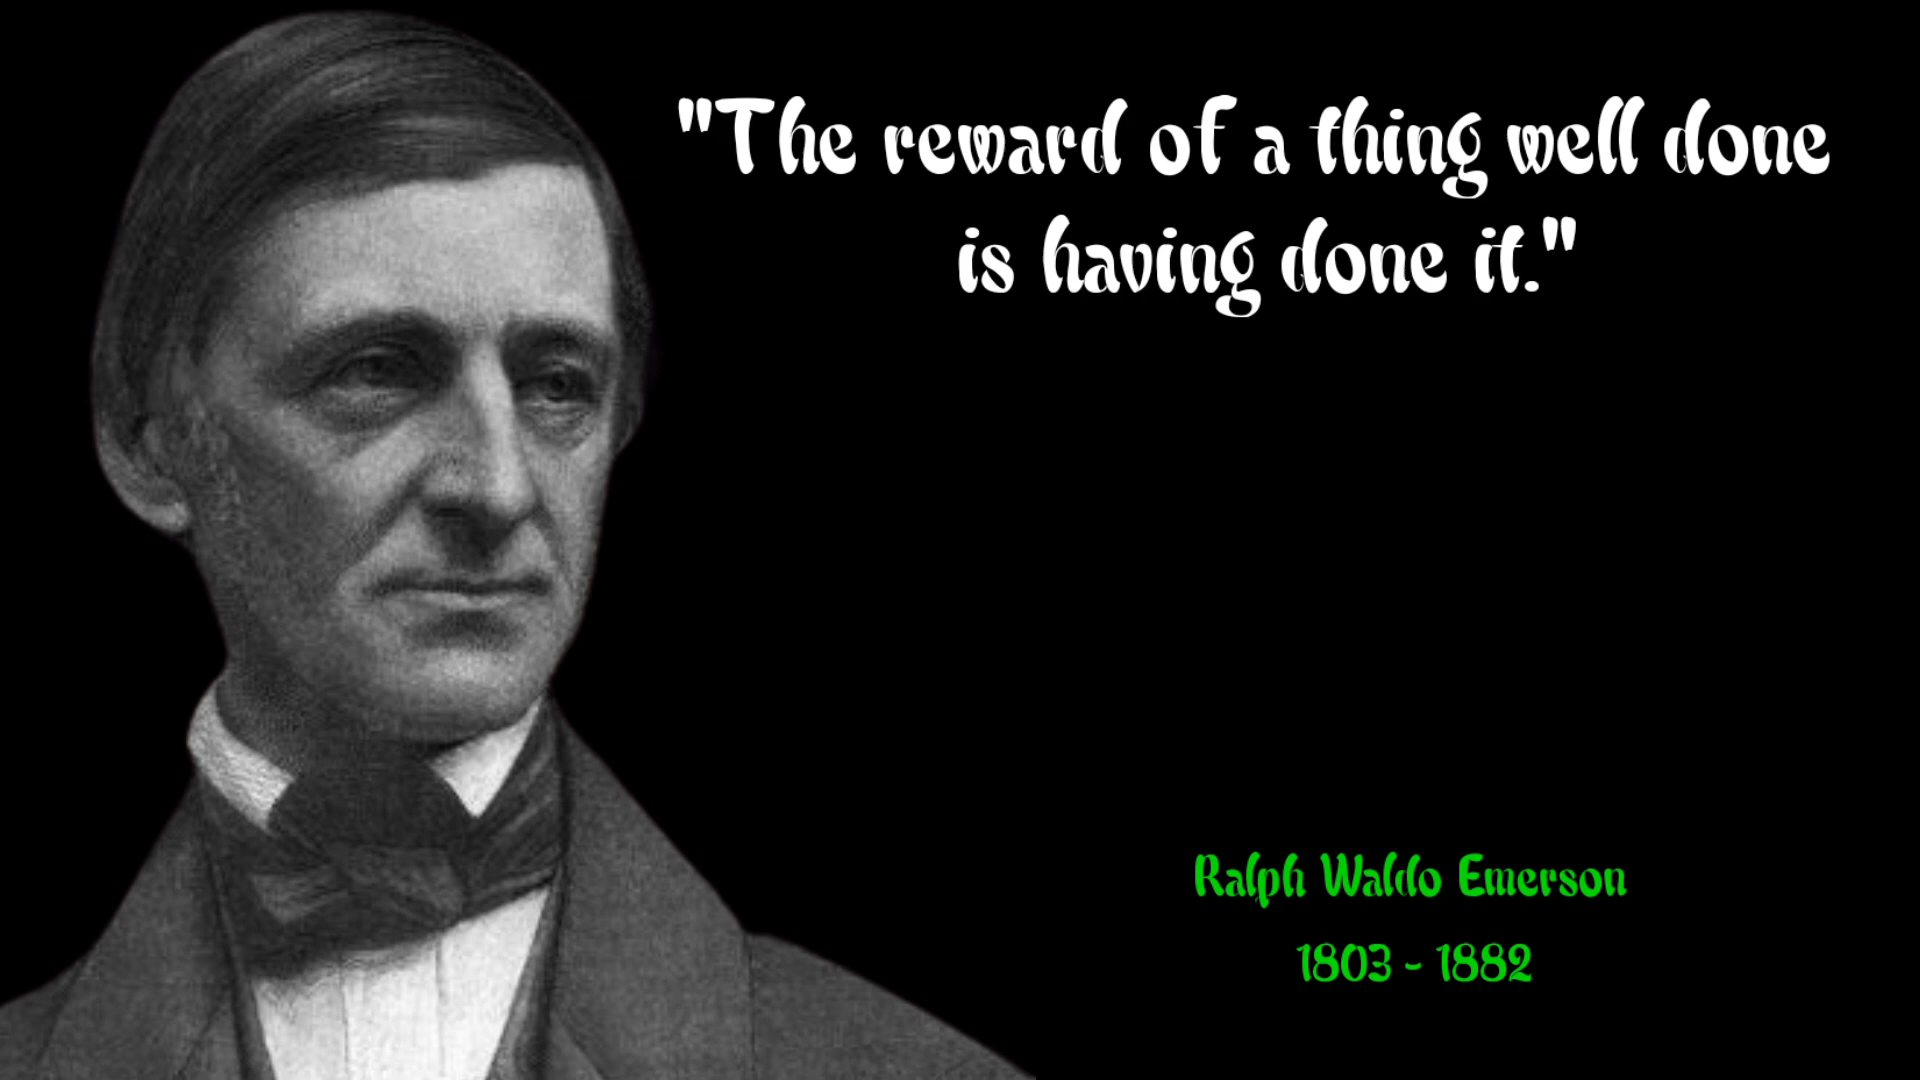 "The reward of a thing well done
is having done it."
Ralph Waldo Emerson
1803 - 1882